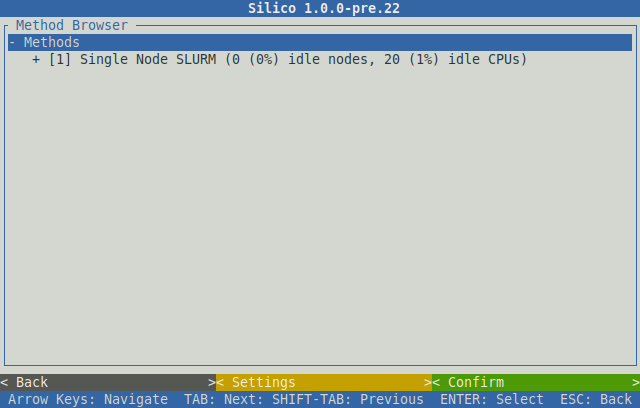 Silico 1.0.0-pre.22
Method Browser
- Methods
+ [1] Single Node SLURM (0 (0%) idle nodes, 20 (1%) idle CPUs)
< Back >< Settings >< Confirm >
Arrow Keys: Navigate TAB: Next: SHIFT-TAB: Previous ENTER: Select ESC: Back